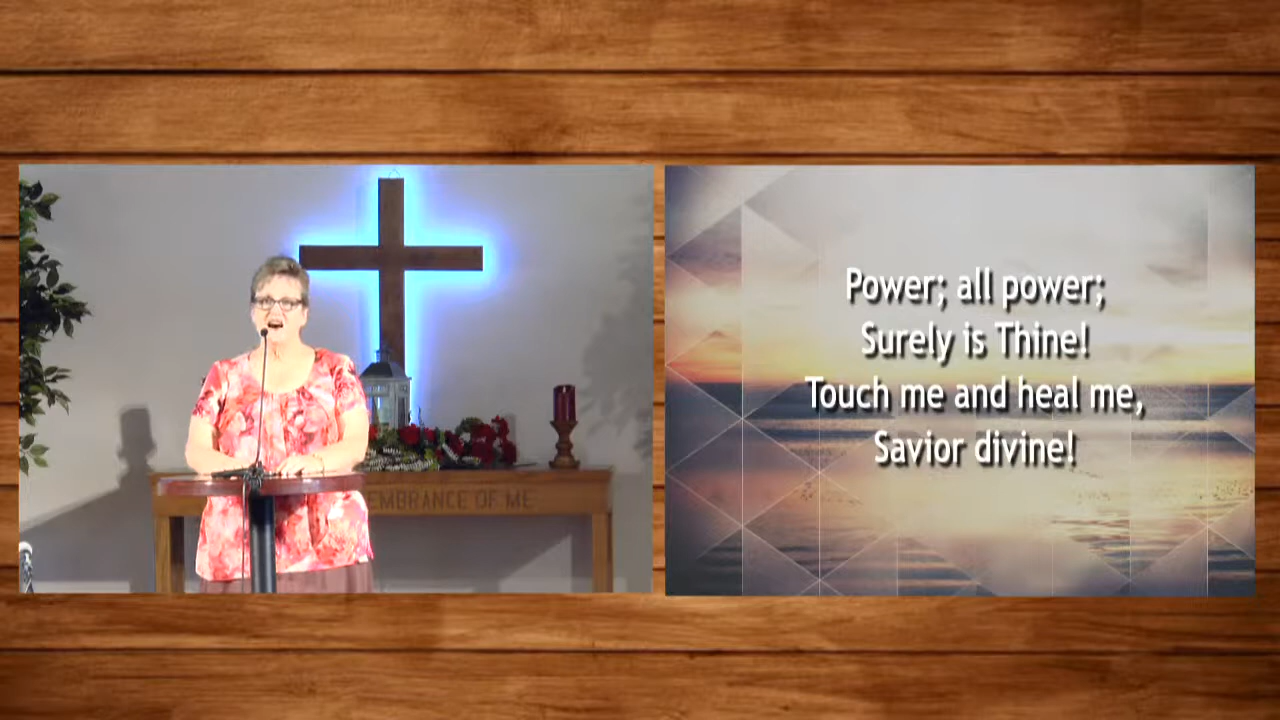 EMBRANCE OF ME
Power; all power;
Surely is Thine!
Touch me and heal me,
Savior divine!